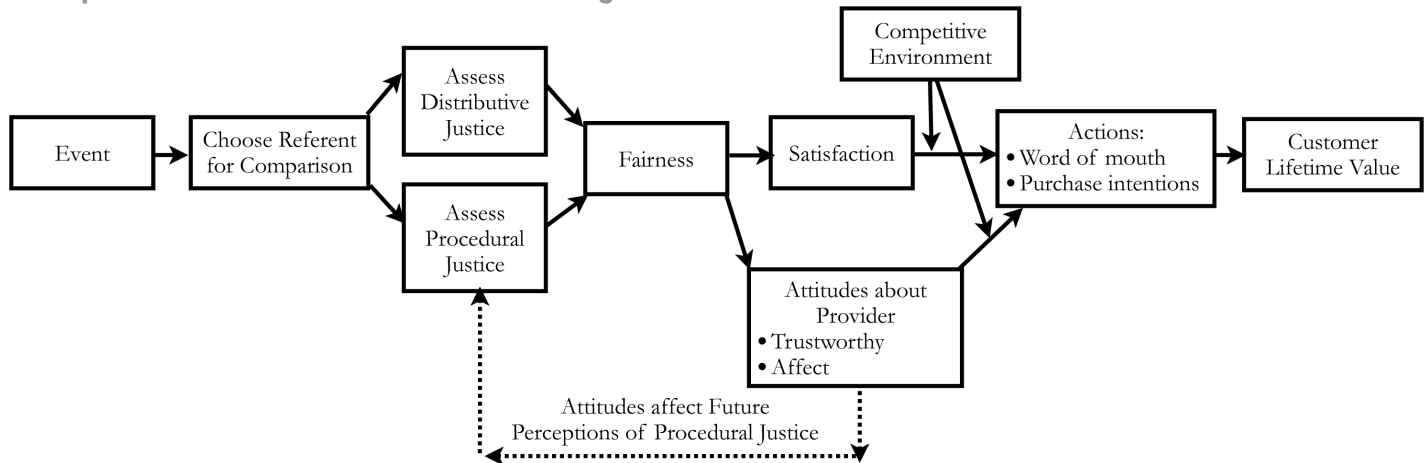 Event
Choose Referent
for Comparison
Assess
Distributive
Justice
Assess
Procedural
Justice
Fairness
Satisfaction
Competitive
Environment
Actions:
• Word of mouth
• Purchase intentions
Customer
Lifetime Value
Attitudes about
Provider
• Trustworthy
• Affect
Attitudes affect Future
Perceptions of Procedural Justice